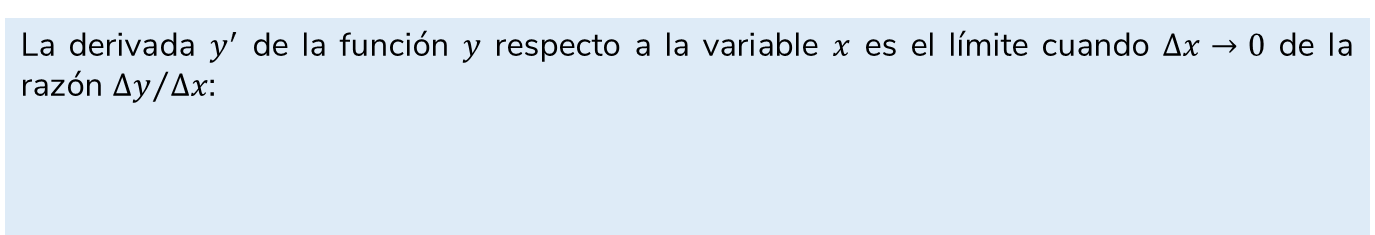 La derivada y′ de la función y respecto a la variable x es el límite cuando Δx → 0 de la
razón Δy/Δx: